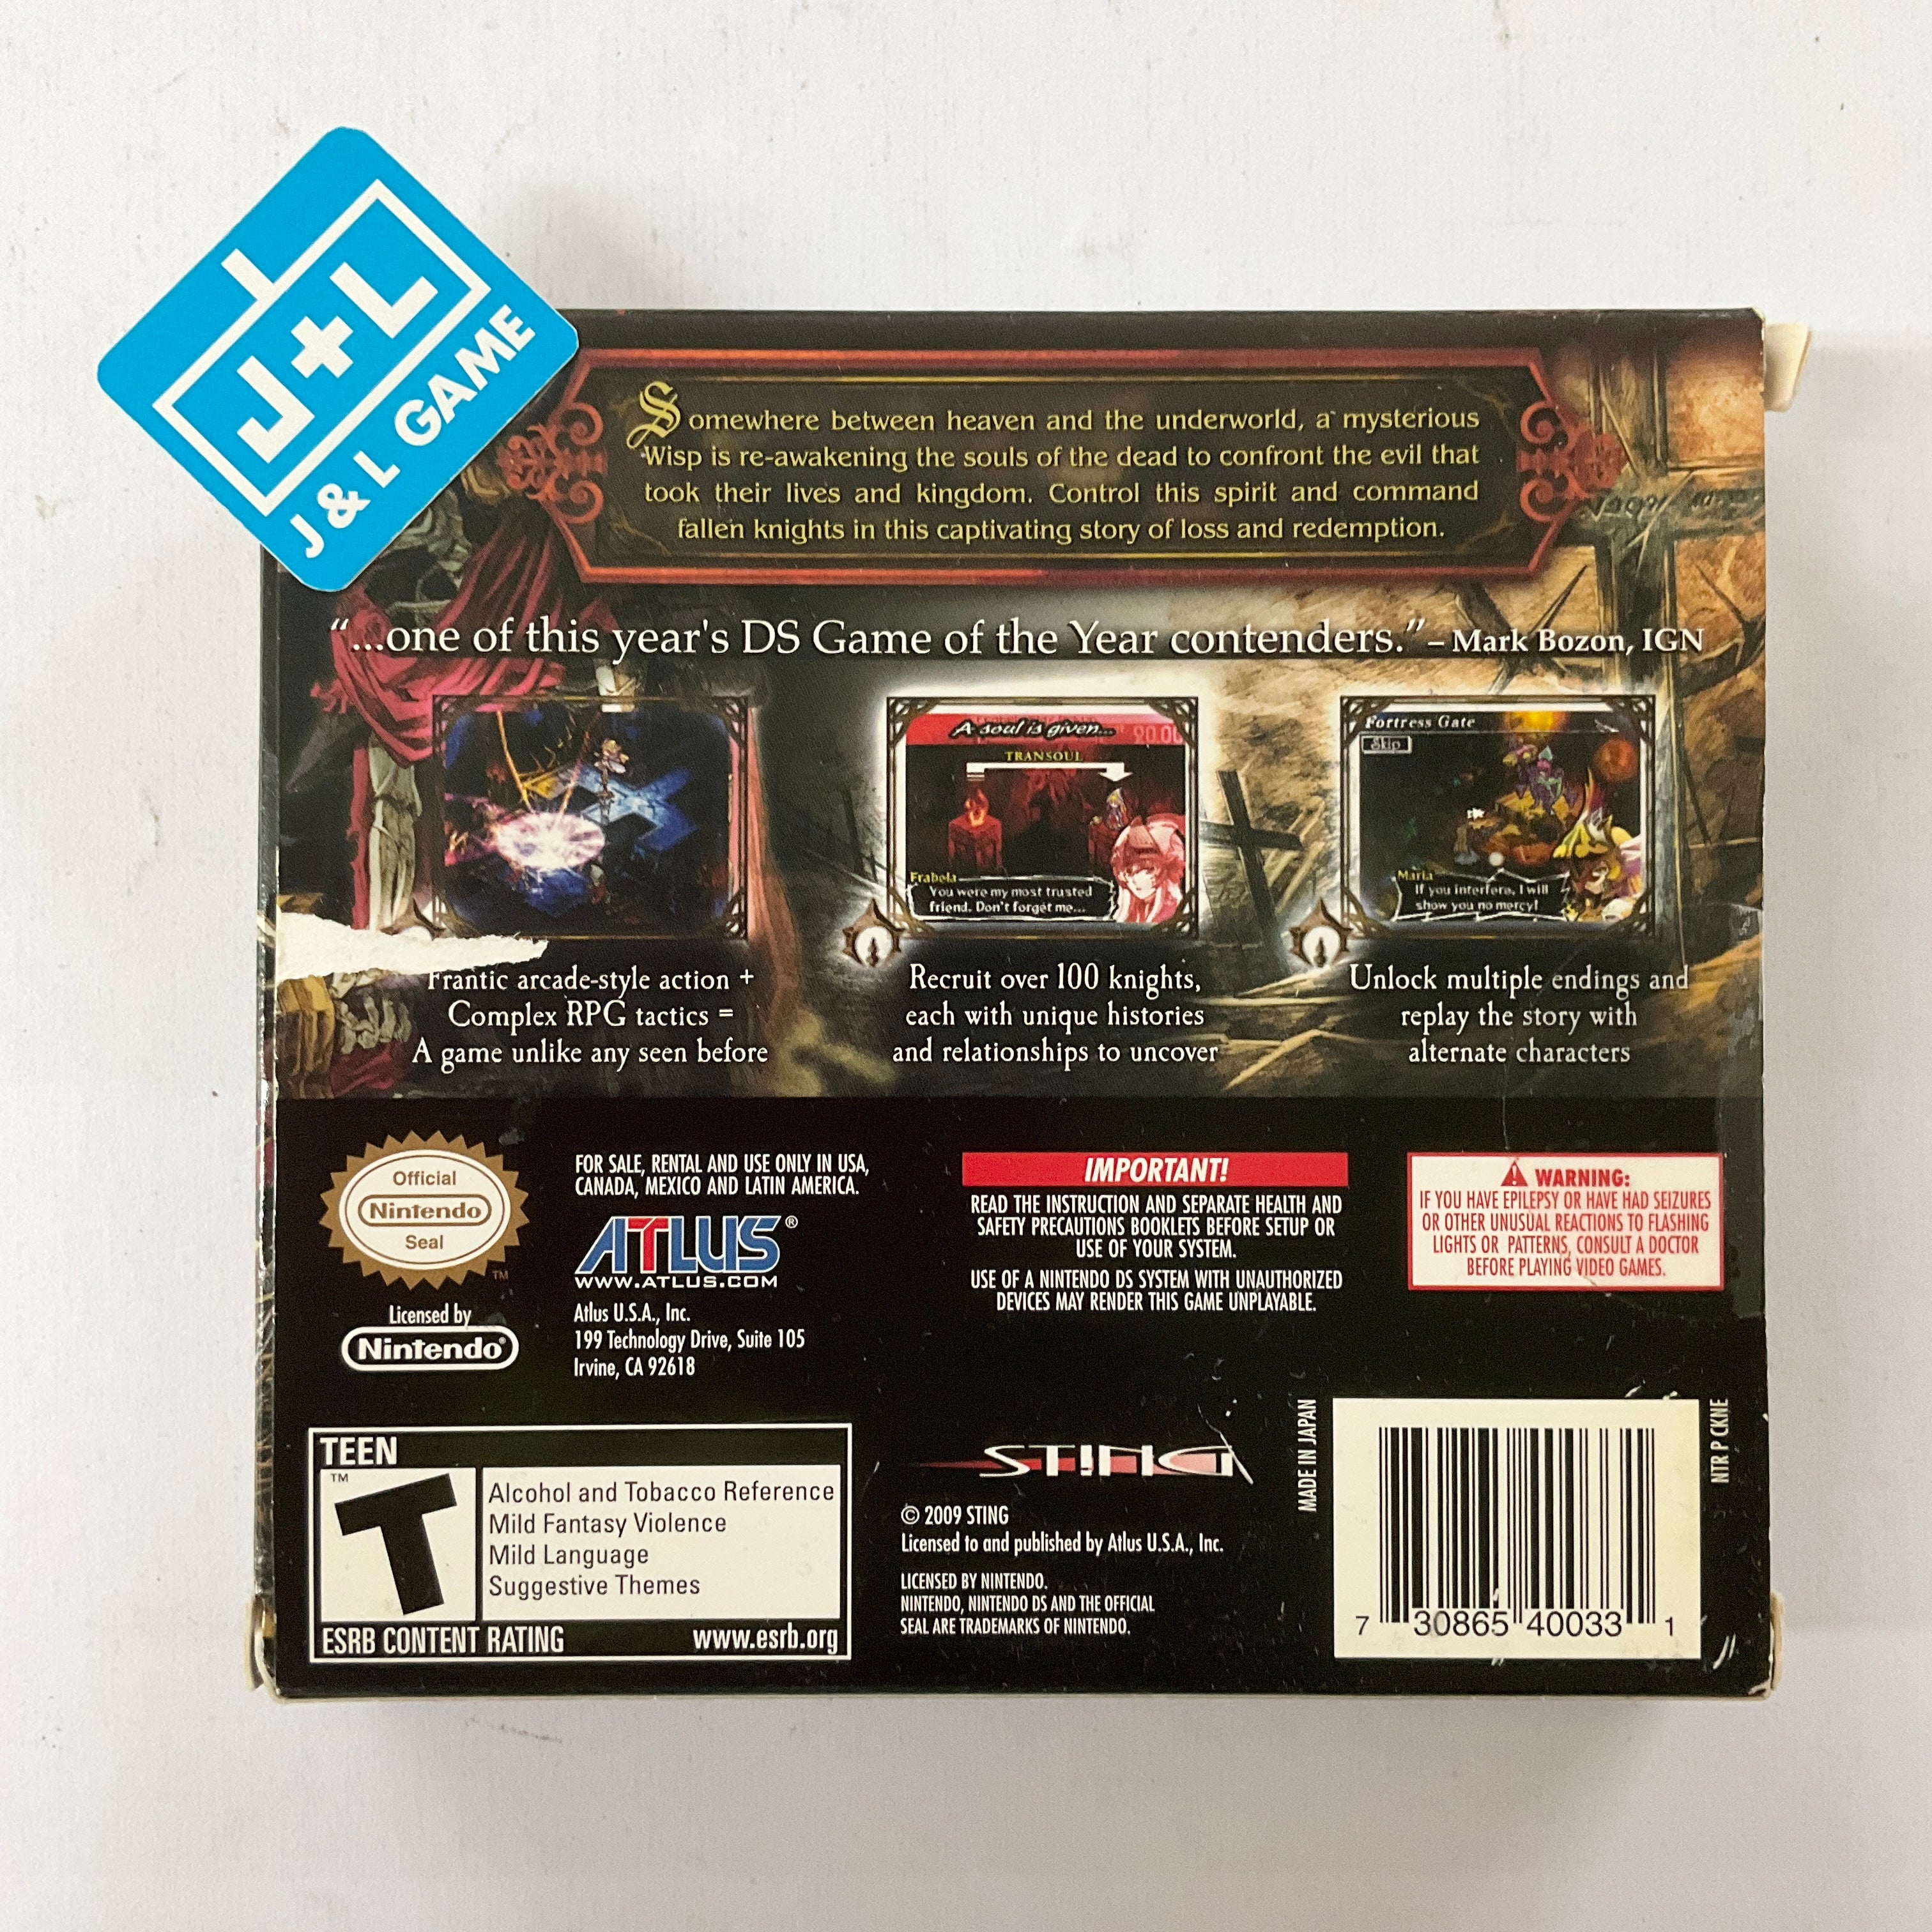 J+L
J & L GAME
Somewhere between heaven and the underworld, a mysterious
Wisp is re-awakening the souls of the dead to confront the evil that
took their lives and kingdom. Control this spirit and command
fallen knights in this captivating story of loss and redemption.
“...one of this year's DS Game of the Year contenders.” – Mark Bozon, IGN
A soul is given...
TRANSOUL
Frabela
You were my most trusted
friend. Don't forget me...
Fortress Gate
Skip
Maria
If you interfere, I will
show you no mercy!
Frantic arcade-style action +
Complex RPG tactics =
A game unlike any seen before
Recruit over 100 knights,
each with unique histories
and relationships to uncover
Unlock multiple endings and
replay the story with
alternate characters
Official
Nintendo
Seal
TM
Licensed by
Nintendo®
FOR SALE, RENTAL AND USE ONLY IN USA,
CANADA, MEXICO AND LATIN AMERICA.
ATLUS®
WWW.ATLUS.COM
Atlus U.S.A., Inc.
199 Technology Drive, Suite 105
Irvine, CA 92618
IMPORTANT!
READ THE INSTRUCTION AND SEPARATE HEALTH AND
SAFETY PRECAUTIONS BOOKLETS BEFORE SETUP OR
USE OF YOUR SYSTEM.
USE OF A NINTENDO DS SYSTEM WITH UNAUTHORIZED
DEVICES MAY RENDER THIS GAME UNPLAYABLE.
WARNING:
IF YOU HAVE EPILEPSY OR HAVE HAD SEIZURES
OR OTHER UNUSUAL REACTIONS TO FLASHING
LIGHTS OR PATTERNS, CONSULT A DOCTOR
BEFORE PLAYING VIDEO GAMES.
TEEN
TM
T
Alcohol and Tobacco Reference
Mild Fantasy Violence
Mild Language
Suggestive Themes
ESRB CONTENT RATING www.esrb.org
STING
© 2009 STING
Licensed to and published by Atlus U.S.A., Inc.
LICENSED BY NINTENDO.
NINTENDO, NINTENDO DS AND THE OFFICIAL
SEAL ARE TRADEMARKS OF NINTENDO.
MADE IN JAPAN
7 30865 40033 1
NTR P CKNE